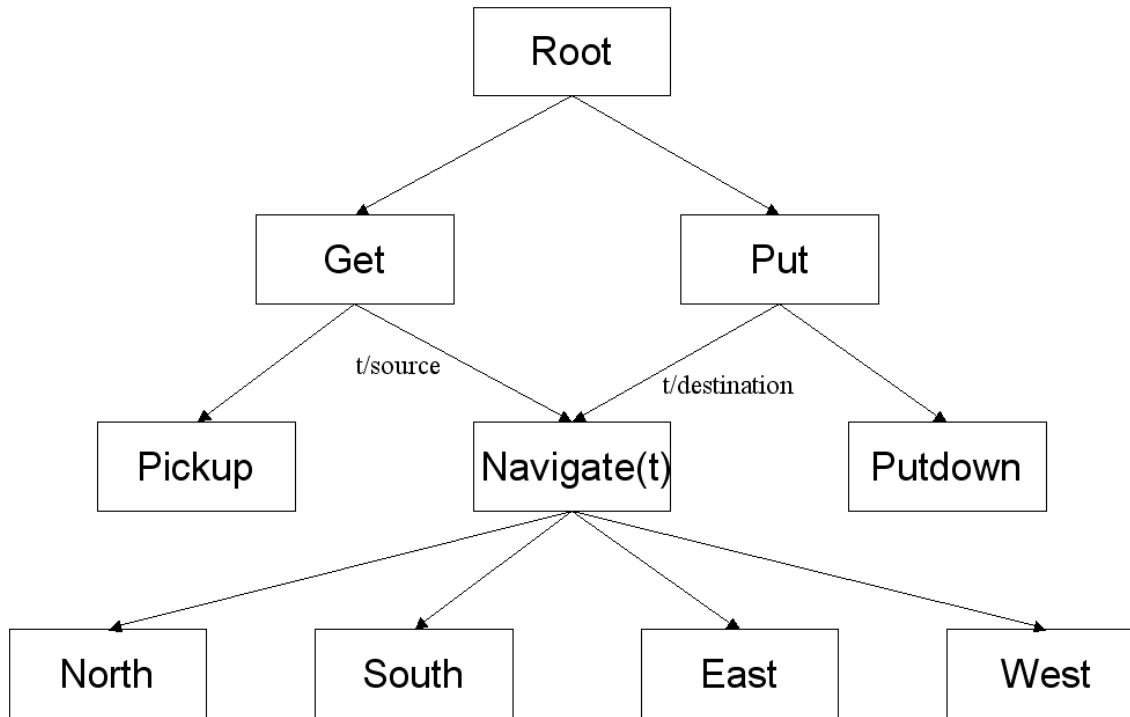 Root
Get
Put
t/source
t/destination
Pickup
Navigate(t)
Putdown
North
South
East
West